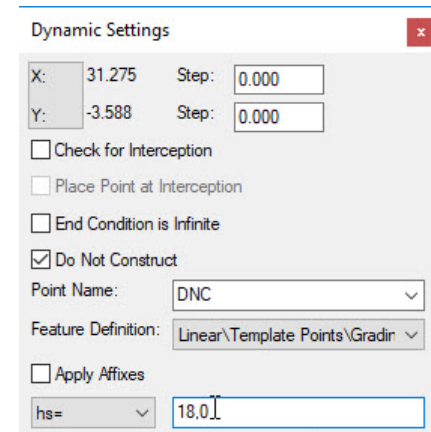 Dynamic Settings x
X: 31.275 Step: 0.000
Y: -3.588 Step: 0.000
Check for Interception
Place Point at Interception
End Condition is Infinite
Do Not Construct
Point Name: DNC
Feature Definition: Linear\Template Points\Gradin
Apply Affixes
hs= 18,0